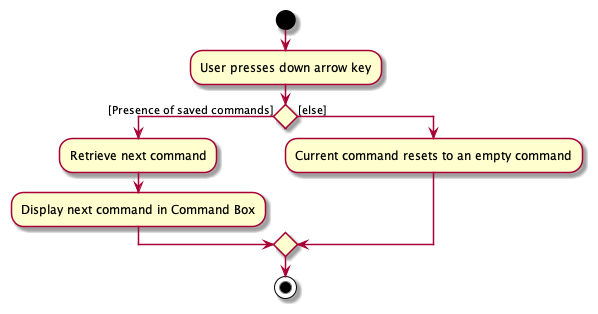 User presses down arrow key
[Presence of saved commands]
[else]
Retrieve next command
Current command resets to an empty command
Display next command in Command Box